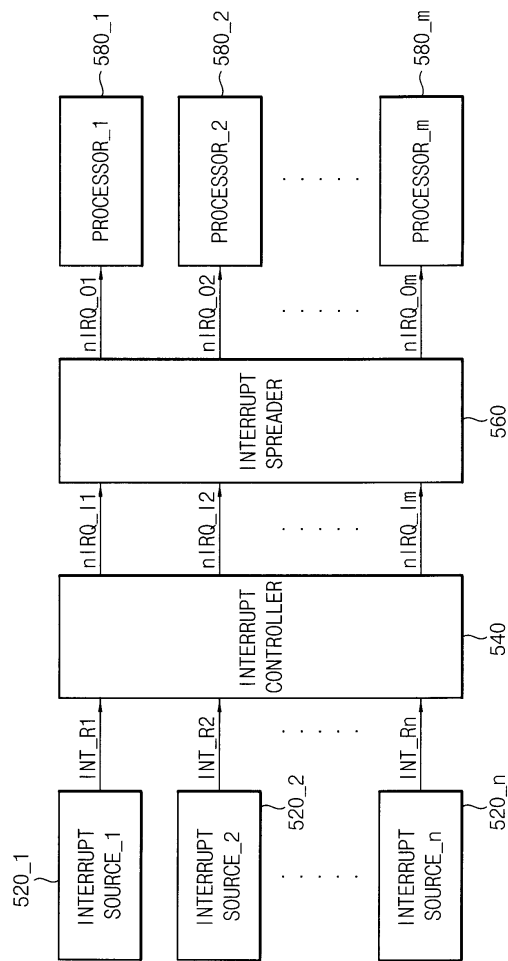 520_1
INTERRUPT
SOURCE_1
INT_R1
INTERRUPT
SOURCE_2
520_2
INT_R2
. . . . .
. . . . .
INTERRUPT
SOURCE_n
520_n
INT_Rn
INTERRUPT
CONTROLLER
540
nIRQ_I1
nIRQ_I2
. . . . .
nIRQ_Im
INTERRUPT
SPREADER
560
nIRQ_O1
nIRQ_O2
. . . . .
nIRQ_Om
PROCESSOR_1
580_1
PROCESSOR_2
580_2
. . . . .
PROCESSOR_m
580_m